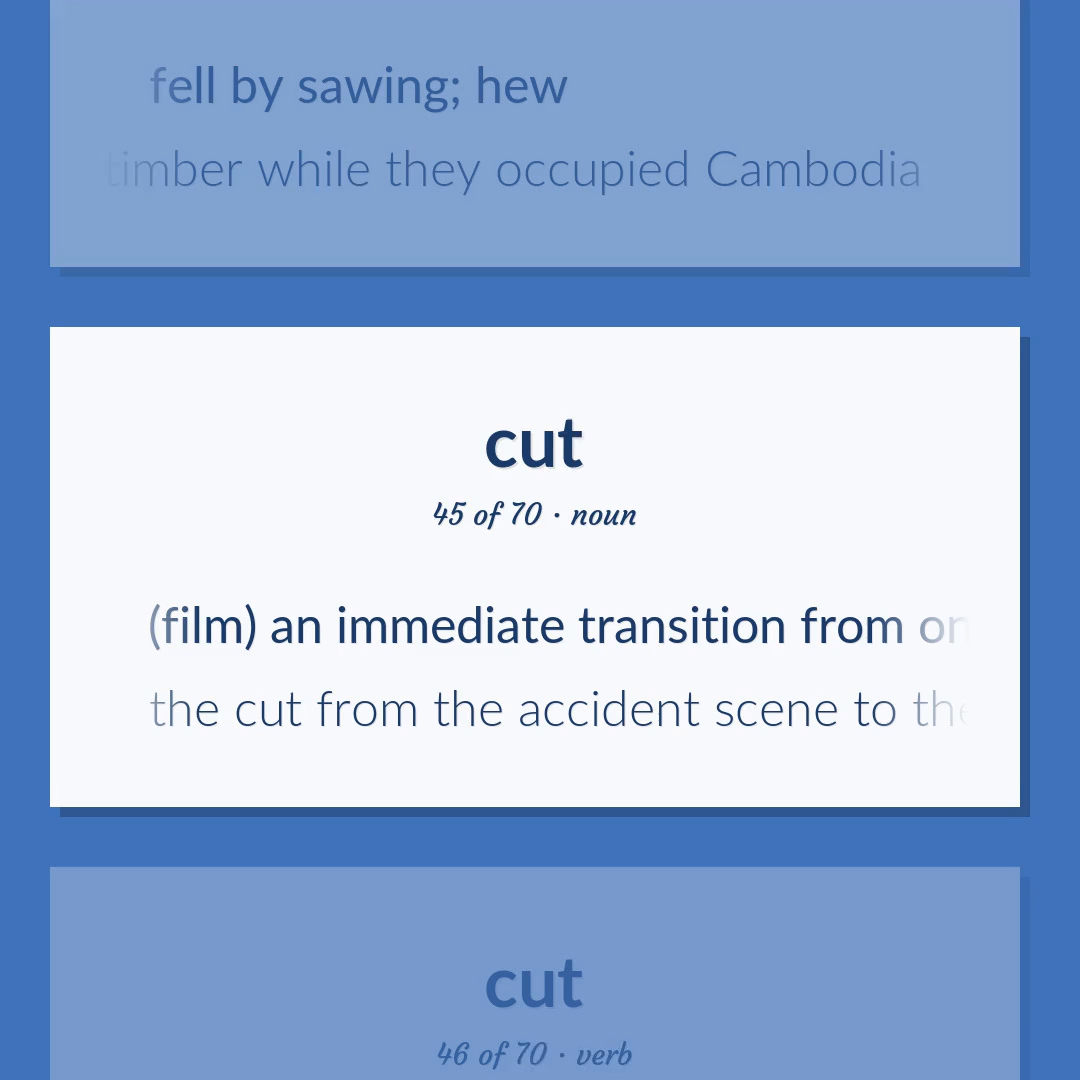 fell by sawing; hew
timber while they occupied Cambodia
cut
45 of 70 · noun
(film) an immediate transition from
the cut from the accident scene to the
cut
46 of 70 · verb